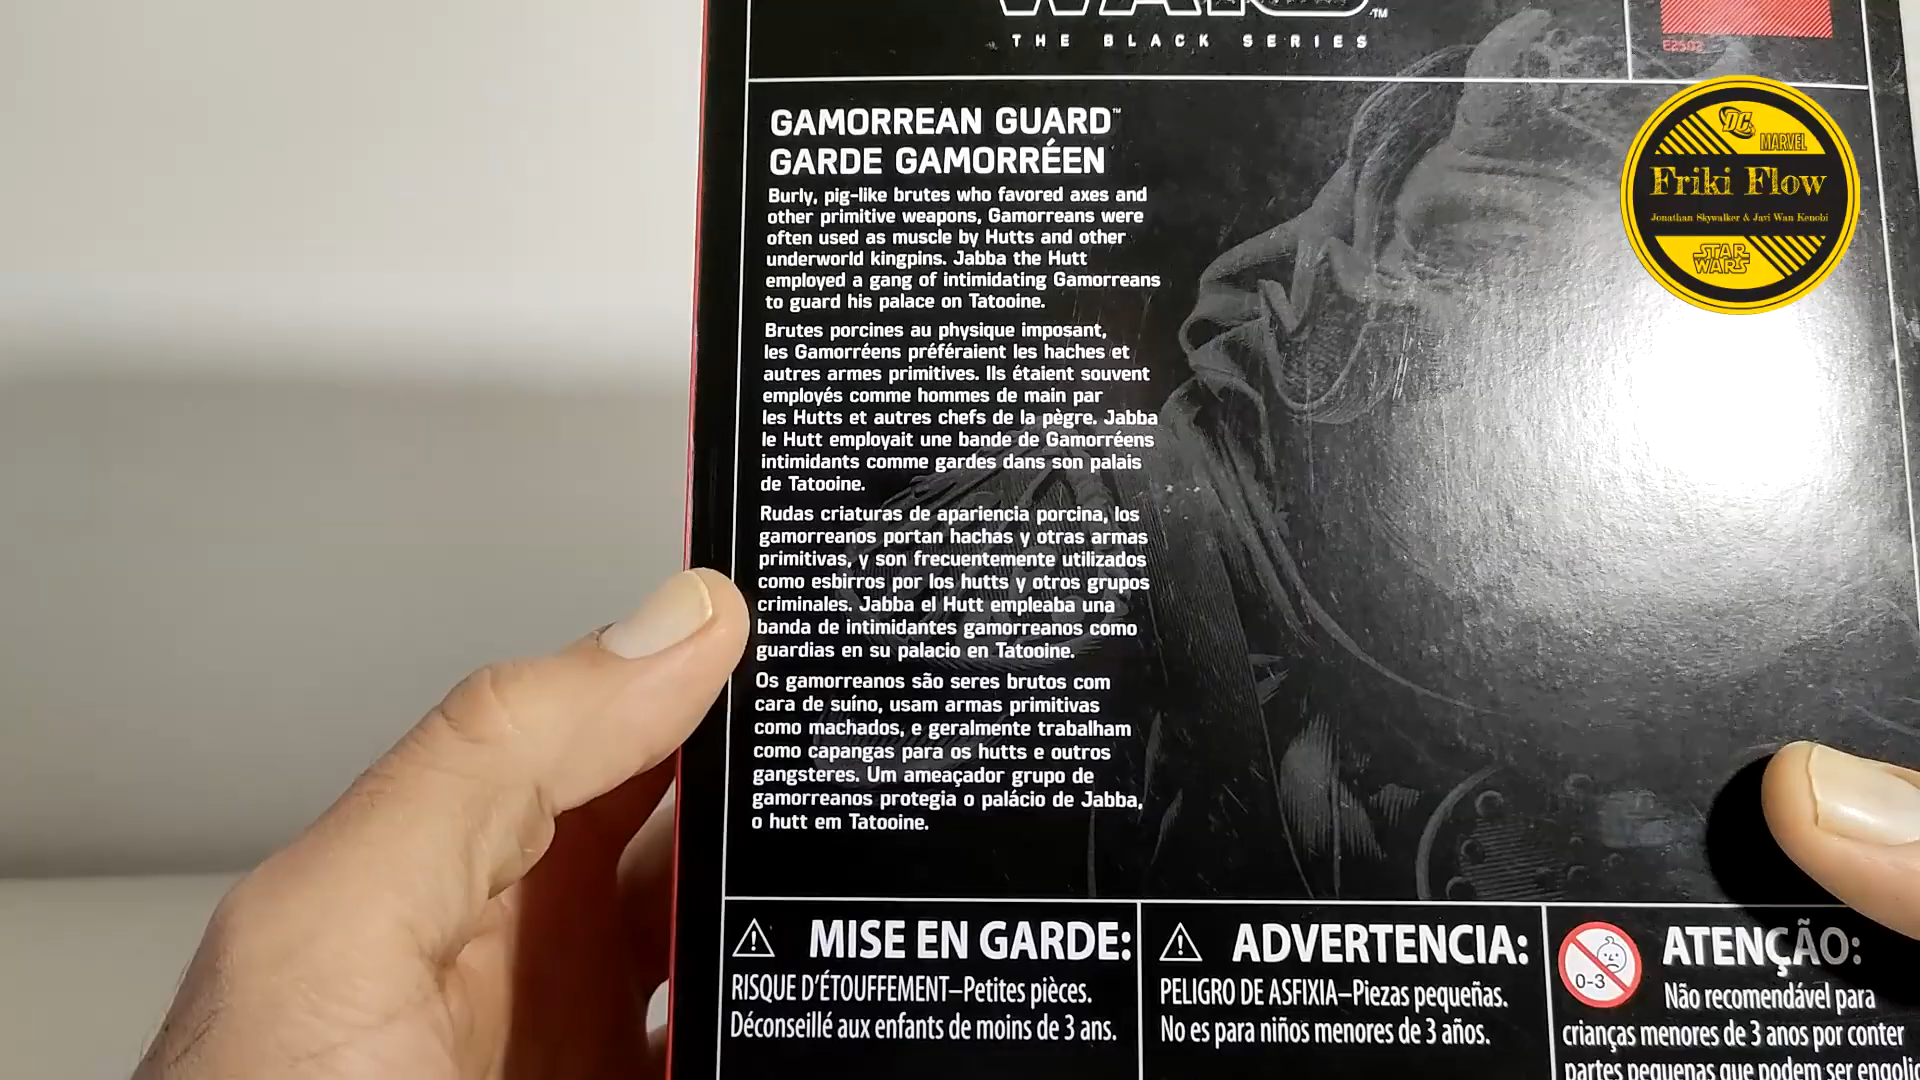 WARS™
THE BLACK SERIES
E2502
GAMORREAN GUARD™
GARDE GAMORRÉEN
Burly, pig-like brutes who favored axes and
other primitive weapons, Gamorreans were
often used as muscle by Hutts and other
underworld kingpins. Jabba the Hutt
employed a gang of intimidating Gamorreans
to guard his palace on Tatooine.
Brutes porcines au physique imposant,
les Gamorréens préféraient les haches et
autres armes primitives. Ils étaient souvent
employés comme hommes de main par
les Hutts et autres chefs de la pègre. Jabba
le Hutt employait une bande de Gamorréens
intimidants comme gardes dans son palais
de Tatooine.
Rudas criaturas de apariencia porcina, los
gamorreanos portan hachas y otras armas
primitivas, y son frecuentemente utilizados
como esbirros por los hutts y otros grupos
criminales. Jabba el Hutt empleaba una
banda de intimidantes gamorreanos como
guardias en su palacio en Tatooine.
Os gamorreanos são seres brutos com
cara de suíno, usam armas primitivas
como machados, e geralmente trabalham
como capangas para os hutts e outros
gangsteres. Um ameaçador grupo de
gamorreanos protegia o palácio de Jabba,
o hutt em Tatooine.
MISE EN GARDE:
RISQUE D'ÉTOUFFEMENT–Petites pièces.
Déconseillé aux enfants de moins de 3 ans.
ADVERTENCIA:
PELIGRO DE ASFIXIA–Piezas pequeñas.
No es para niños menores de 3 años.
0-3
ATENÇÃO:
Não recomendável para
crianças menores de 3 anos por conter
partes pequenas que podem ser
DC
MARVEL
Friki Flow
Jonathan Skywalker & Javi Wan Kenobi
STAR
WARS